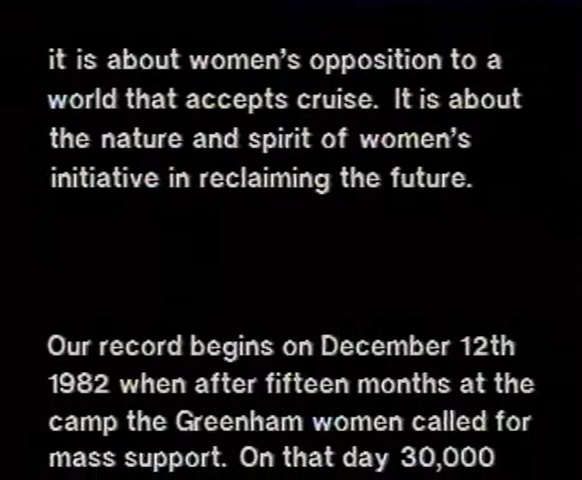 it is about women's opposition to a
world that accepts cruise. It is about
the nature and spirit of women's
initiative in reclaiming the future.
Our record begins on December 12th
1982 when after fifteen months at the
camp the Greenham women called for
mass support. On that day 30,000